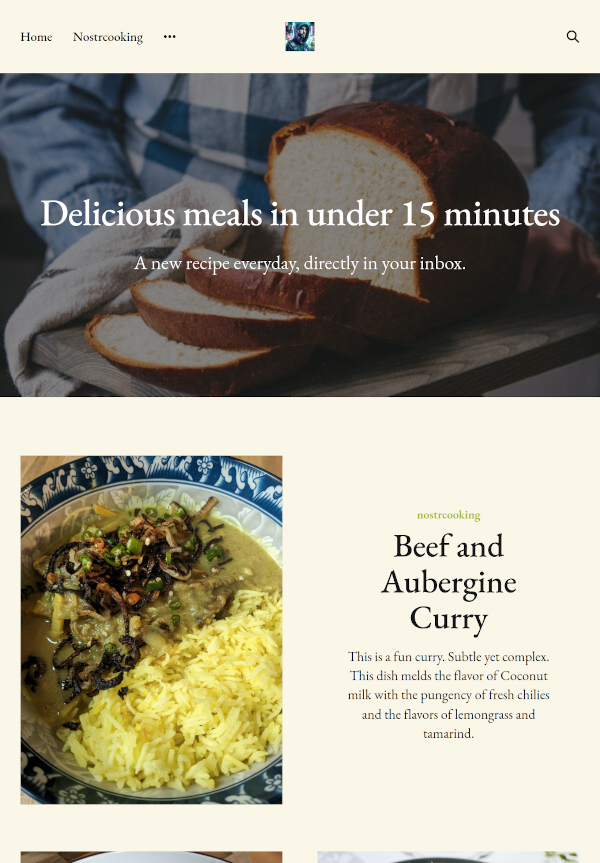 Home Nostrcooking
Delicious meals in under 15 minutes
A new recipe everyday, directly in your inbox.
nostrcooking
Beef and
Aubergine
Curry
This is a fun curry. Subtle yet complex.
This dish melds the flavor of Coconut
milk with the pungency of fresh chilies
and the flavors of lemongrass and
tamarind.